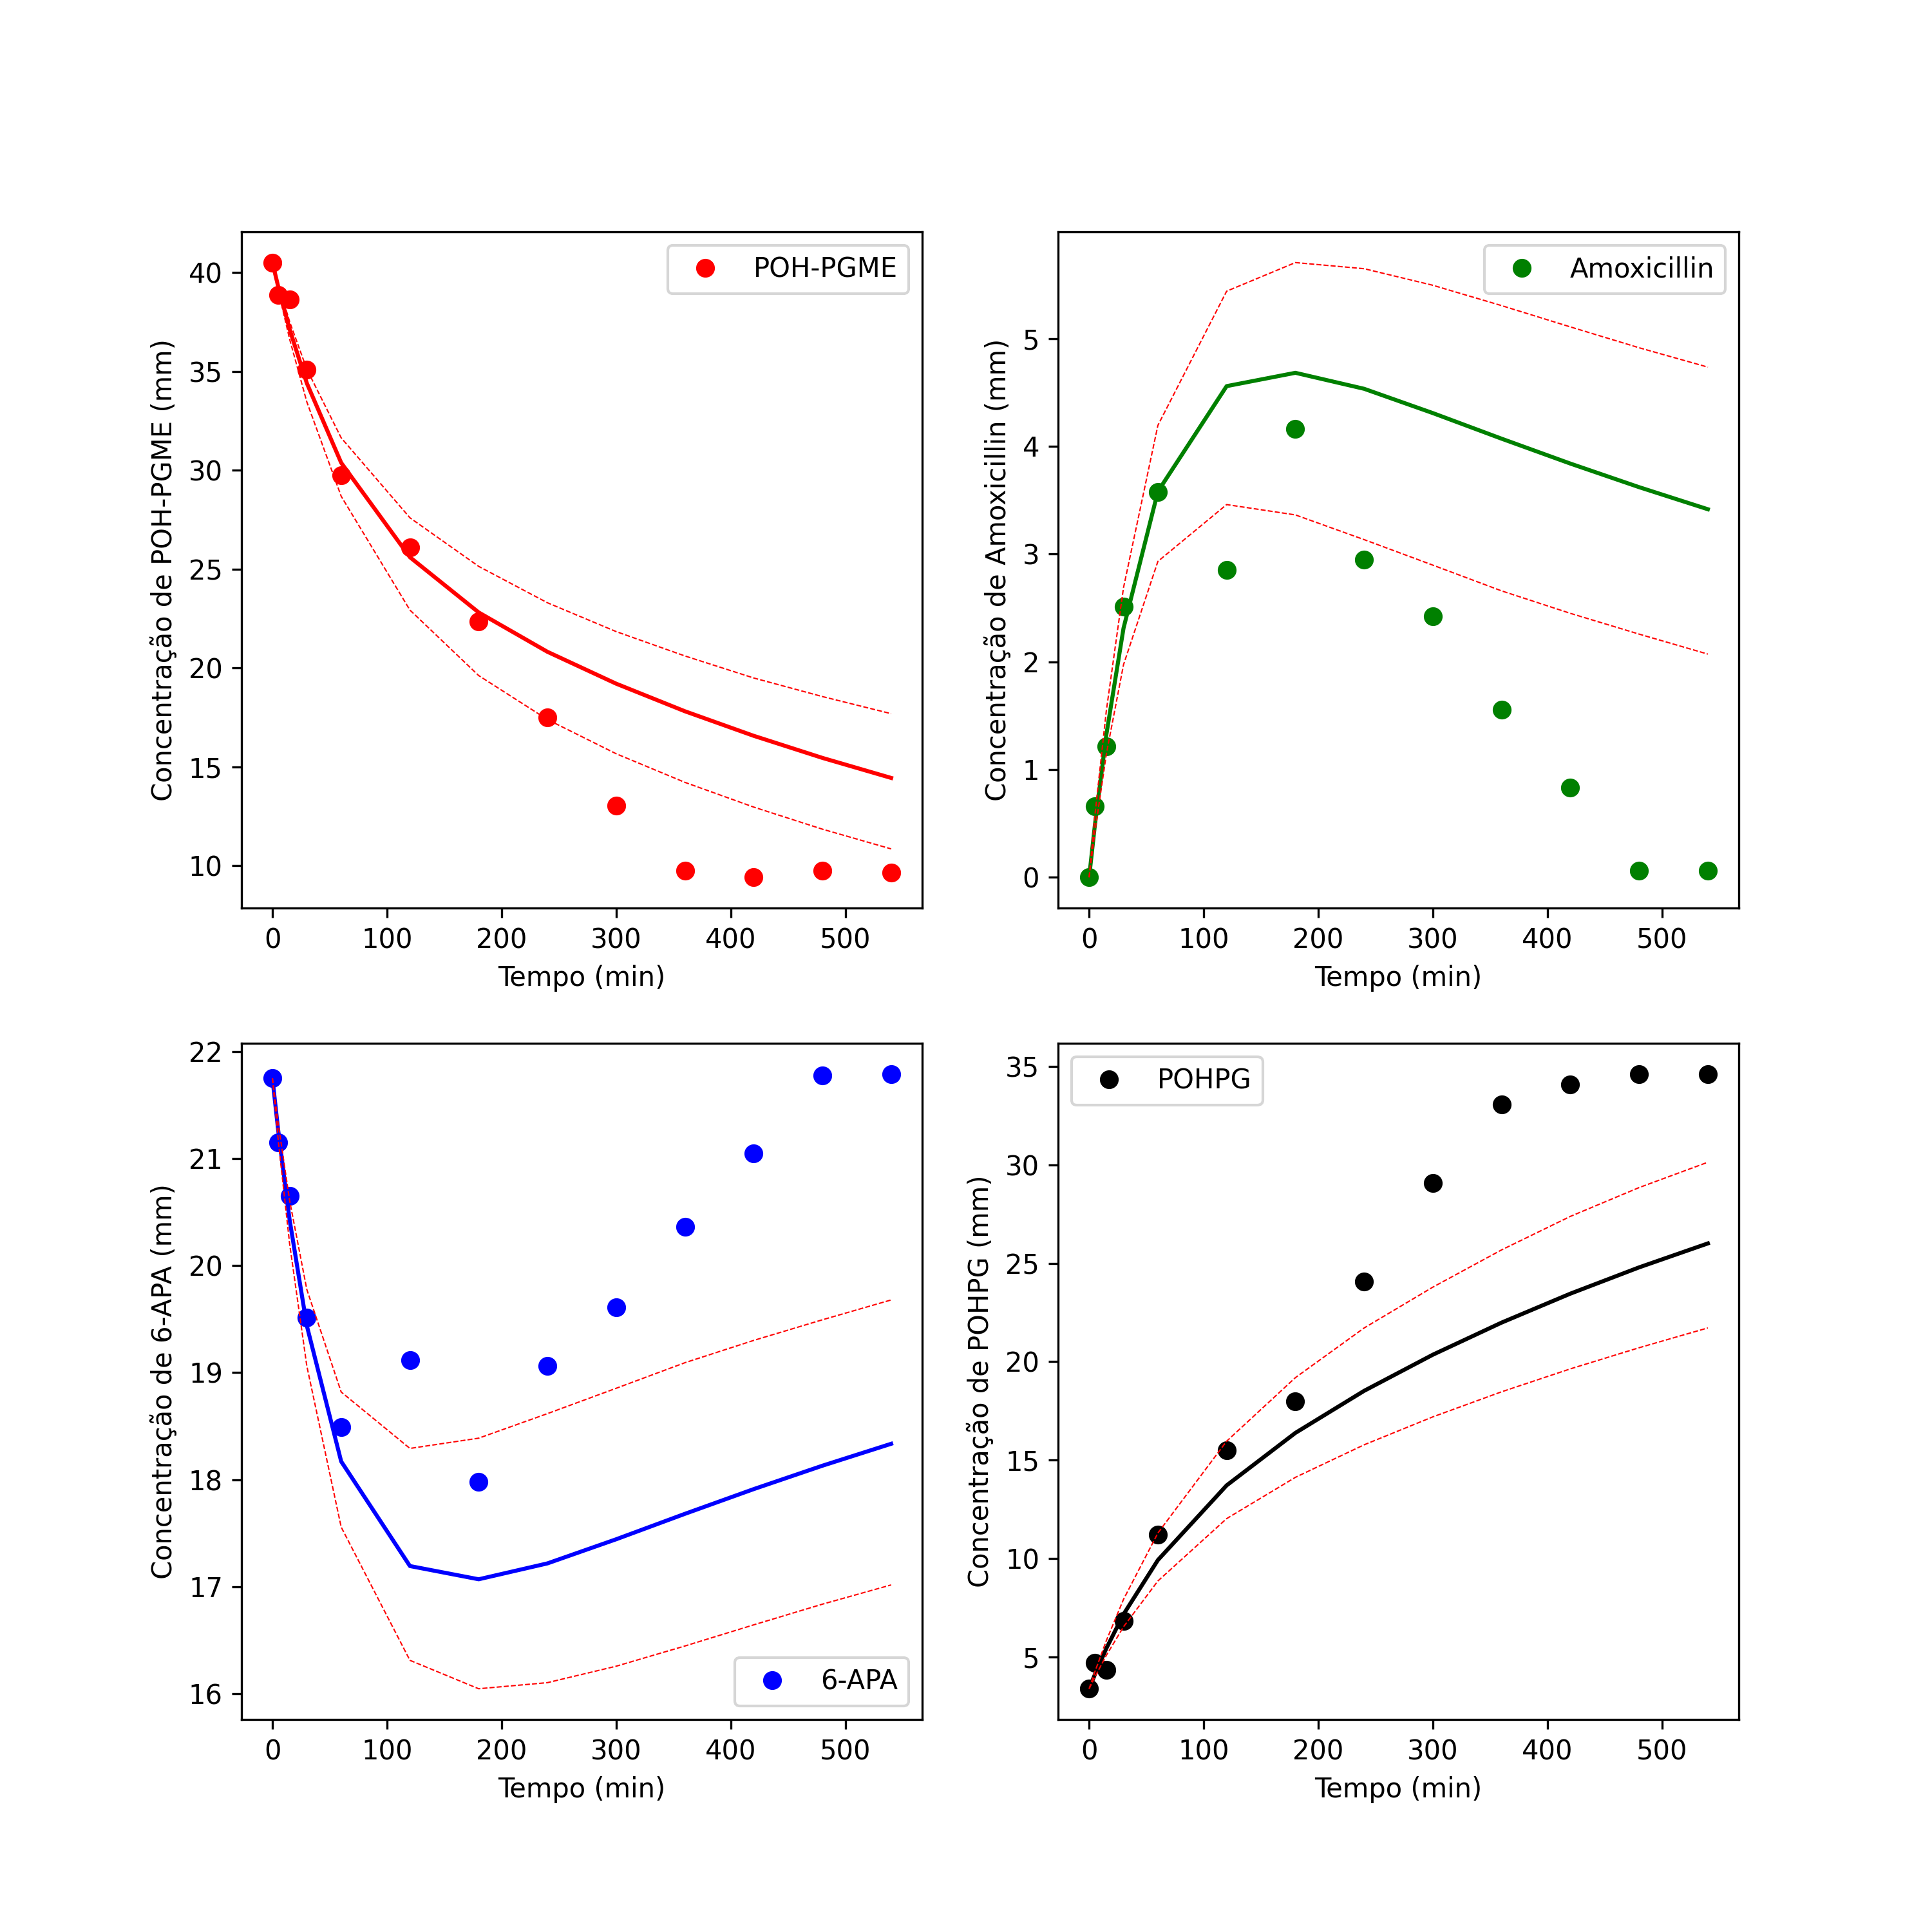 POH-PGME
Concentração de POH-PGME (mm)
40
35
30
25
20
15
10
0 100 200 300 400 500
Tempo (min)
Amoxicillin
Concentração de Amoxicillin (mm)
5
4
3
2
1
0
0 100 200 300 400 500
Tempo (min)
6-APA
Concentração de 6-APA (mm)
22
21
20
19
18
17
16
0 100 200 300 400 500
Tempo (min)
POHPG
Concentração de POHPG (mm)
35
30
25
20
15
10
5
0 100 200 300 400 500
Tempo (min)